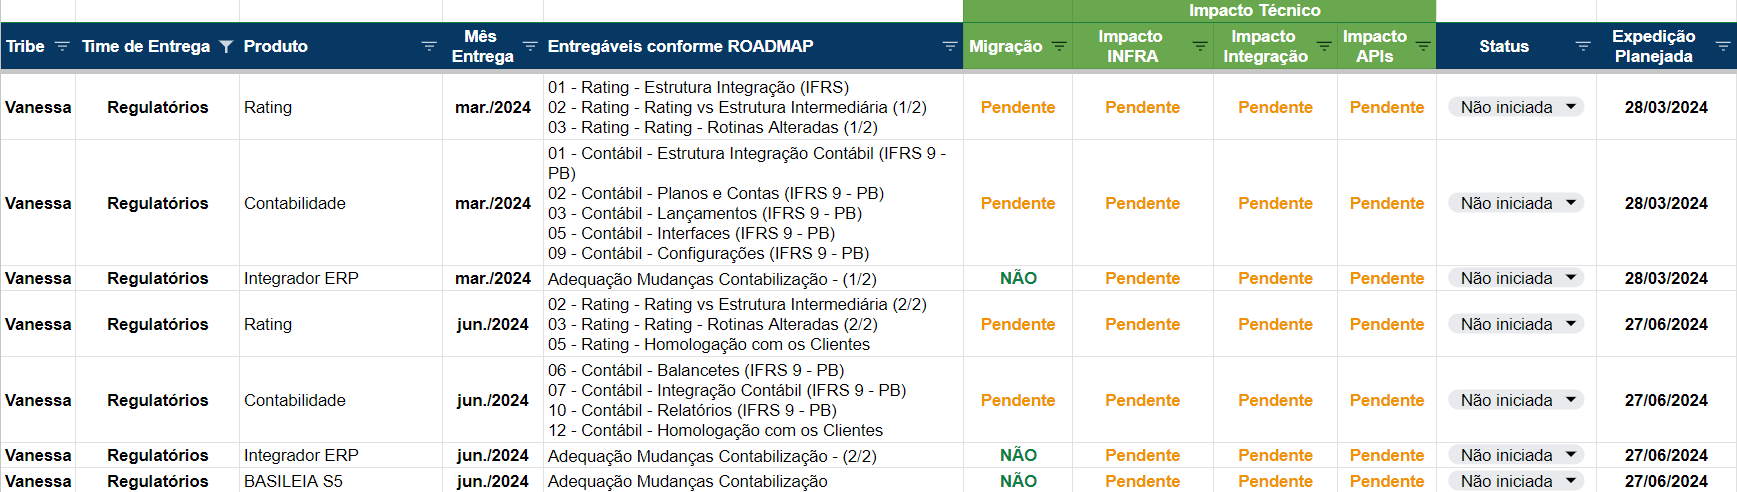 Impacto Técnico
Tribe Time de Entrega Produto Mês Entrega Entregáveis conforme ROADMAP Migração Impacto INFRA Impacto Integração Impacto APIs Status Expedição Planejada
Vanessa Regulatórios Rating mar./2024 01 - Rating - Estrutura Integração (IFRS)
02 - Rating - Rating vs Estrutura Intermediária (1/2)
03 - Rating - Rating - Rotinas Alteradas (1/2) Pendente Pendente Pendente Pendente Não iniciada 28/03/2024
Vanessa Regulatórios Contabilidade mar./2024 01 - Contábil - Estrutura Integração Contábil (IFRS 9 -
PB)
02 - Contábil - Planos e Contas (IFRS 9 - PB)
03 - Contábil - Lançamentos (IFRS 9 - PB)
05 - Contábil - Interfaces (IFRS 9 - PB)
09 - Contábil - Configurações (IFRS 9 - PB) Pendente Pendente Pendente Pendente Não iniciada 28/03/2024
Vanessa Regulatórios Integrador ERP mar./2024 Adequação Mudanças Contabilização - (1/2) NÃO Pendente Pendente Pendente Não iniciada 28/03/2024
Vanessa Regulatórios Rating jun./2024 02 - Rating - Rating vs Estrutura Intermediária (2/2)
03 - Rating - Rating - Rotinas Alteradas (2/2)
05 - Rating - Homologação com os Clientes Pendente Pendente Pendente Pendente Não iniciada 27/06/2024
Vanessa Regulatórios Contabilidade jun./2024 06 - Contábil - Balancetes (IFRS 9 - PB)
07 - Contábil - Integração Contábil (IFRS 9 - PB)
10 - Contábil - Relatórios (IFRS 9 - PB)
12 - Contábil - Homologação com os Clientes Pendente Pendente Pendente Pendente Não iniciada 27/06/2024
Vanessa Regulatórios Integrador ERP jun./2024 Adequação Mudanças Contabilização - (2/2) NÃO Pendente Pendente Pendente Não iniciada 27/06/2024
Vanessa Regulatórios BASILEIA S5 jun./2024 Adequação Mudanças Contabilização NÃO Pendente Pendente Pendente Não iniciada 27/06/2024